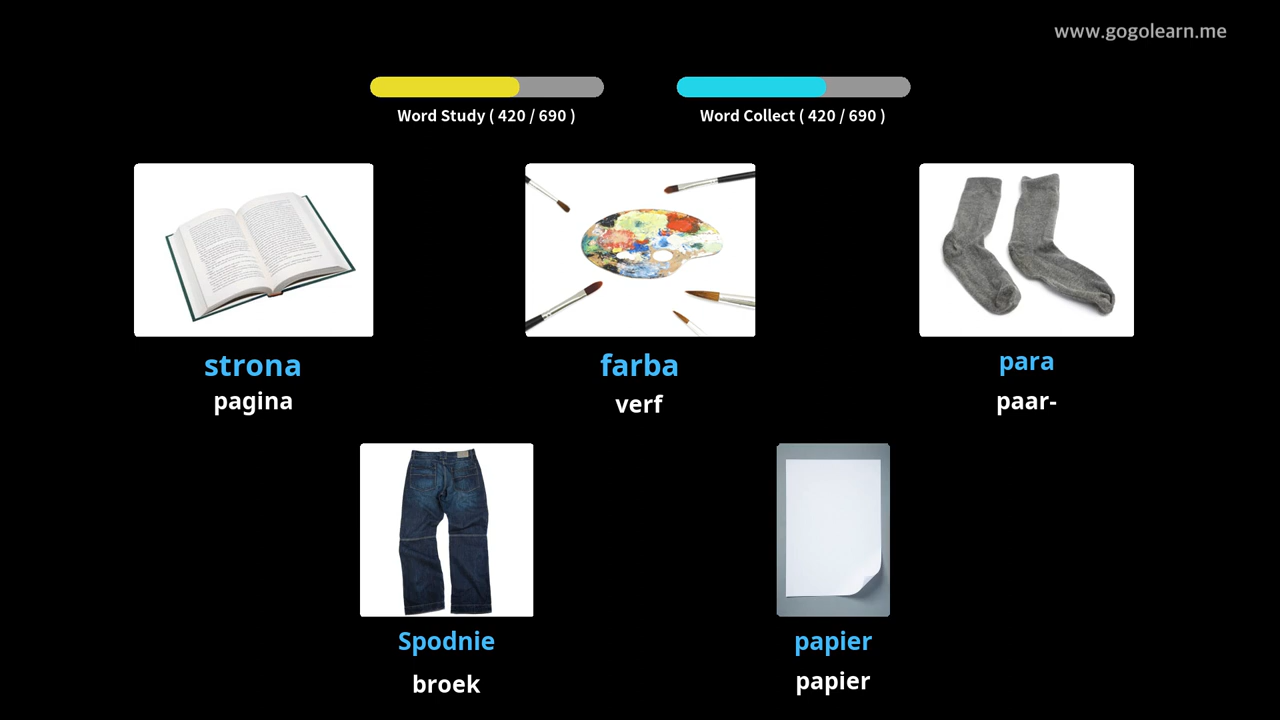 www.gogolearn.me
Word Study ( 420 / 690 )
Word Collect ( 420 / 690 )
strona
pagina
farba
verf
para
paar-
Spodnie
broek
papier
papier